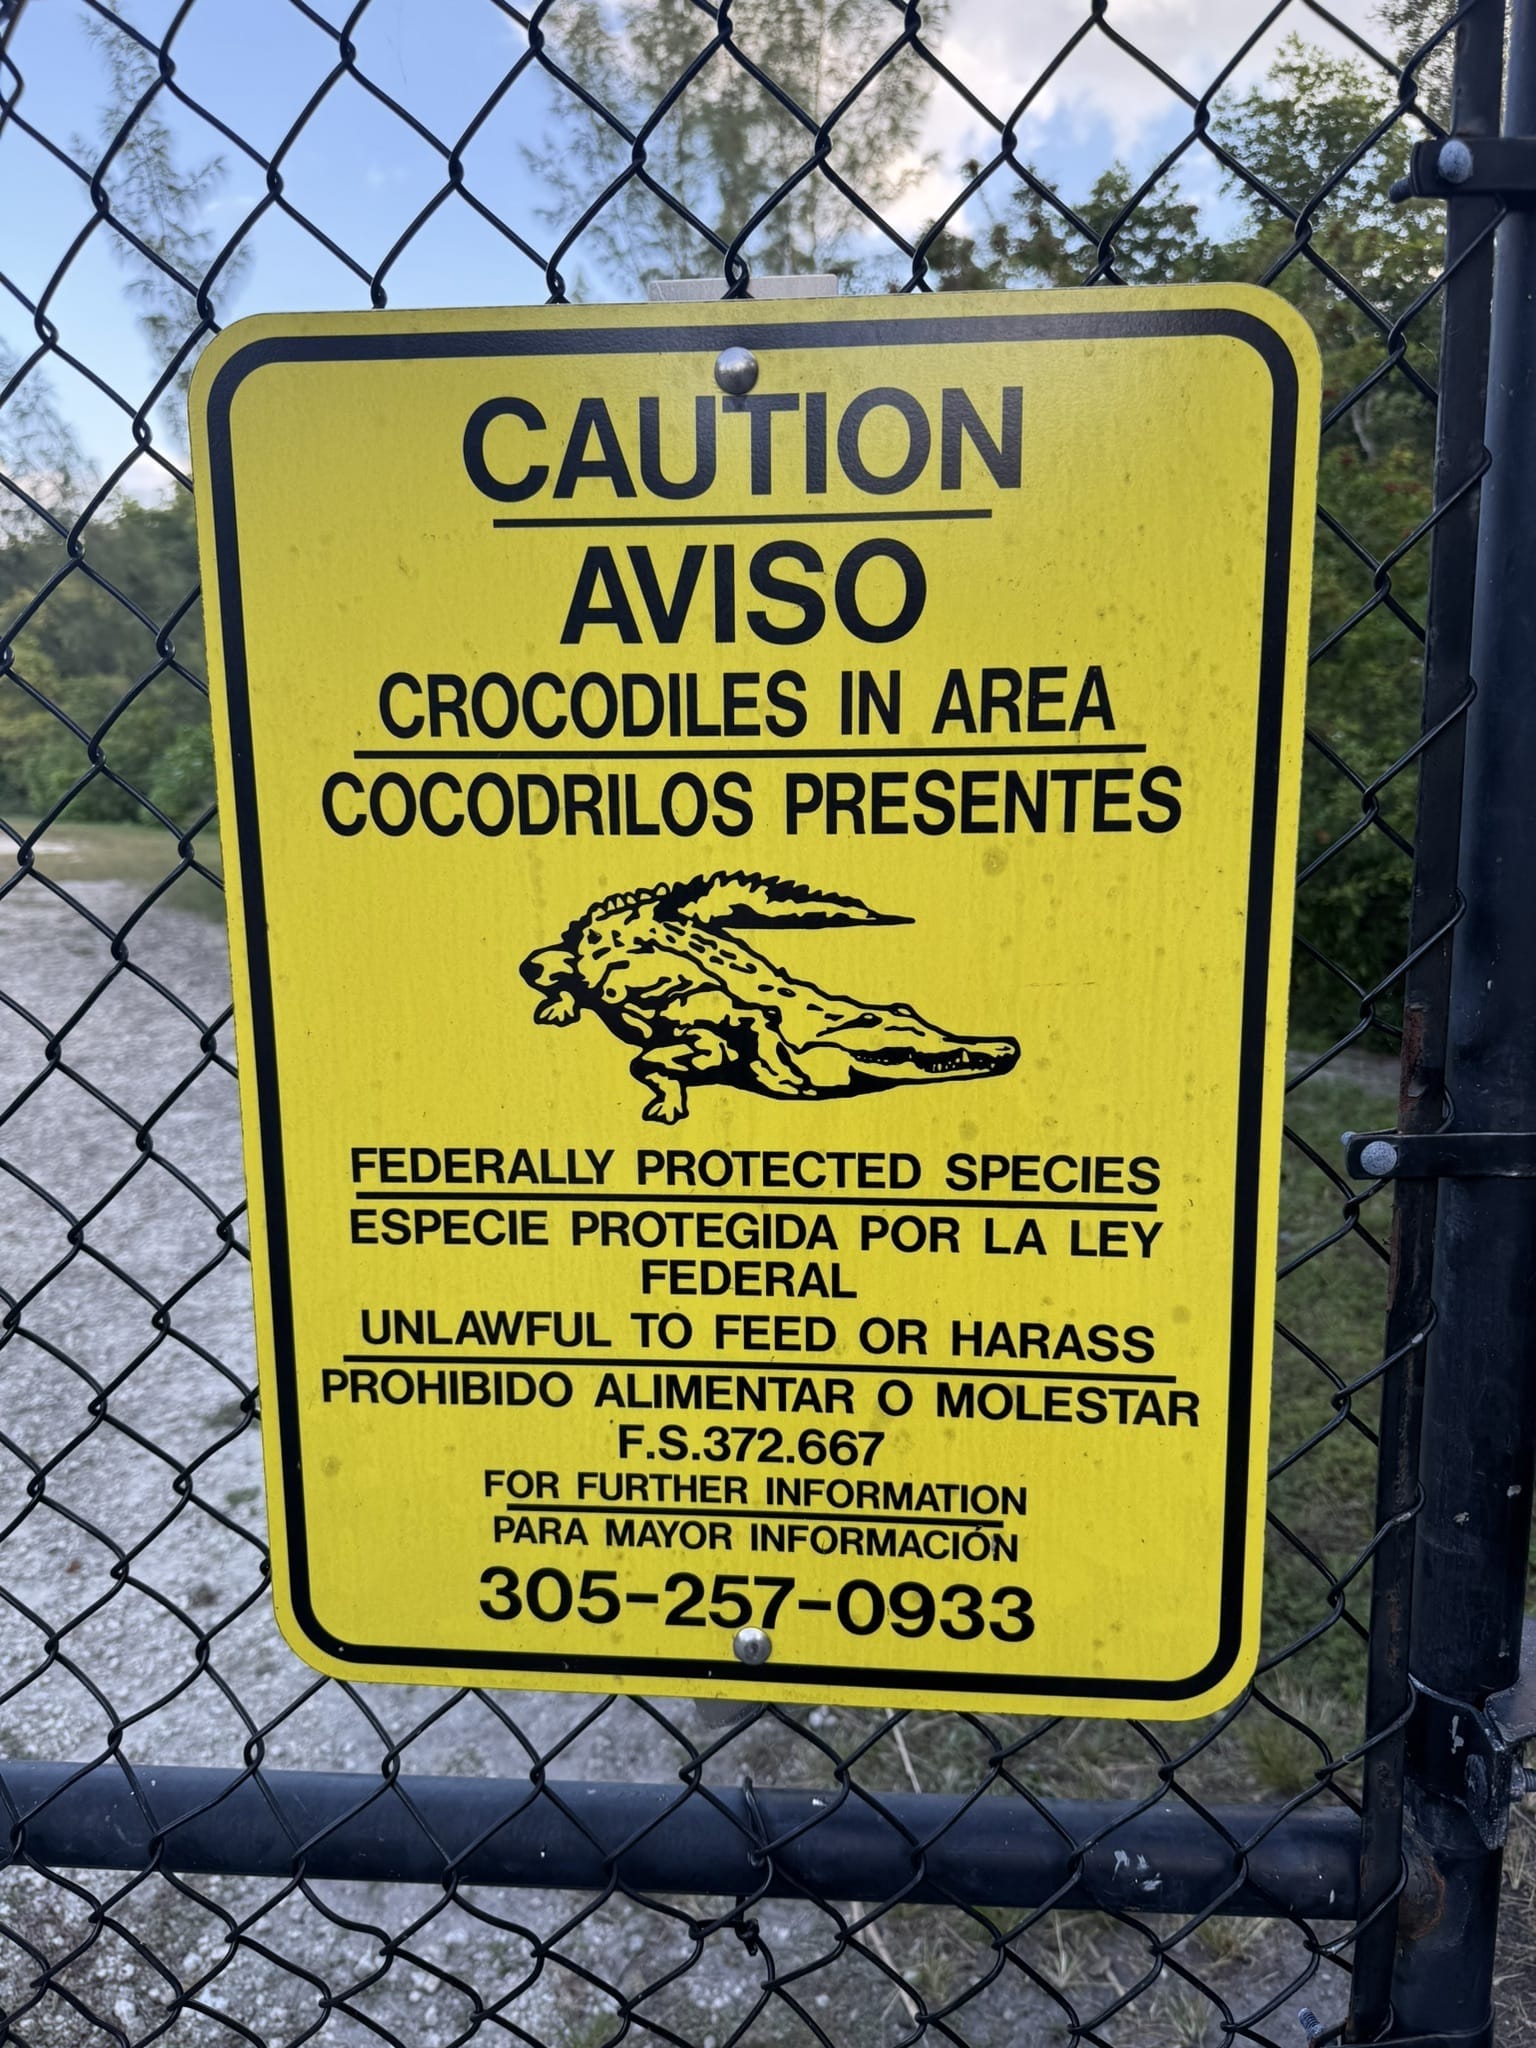 CAUTION
AVISO
CROCODILES IN AREA
COCODRILOS PRESENTES
FEDERALLY PROTECTED SPECIES
ESPECIE PROTEGIDA POR LA LEY
FEDERAL
UNLAWFUL TO FEED OR HARASS
PROHIBIDO ALIMENTAR O MOLESTAR
F.S.372.667
FOR FURTHER INFORMATION
PARA MAYOR INFORMACIÓN
305-257-0933